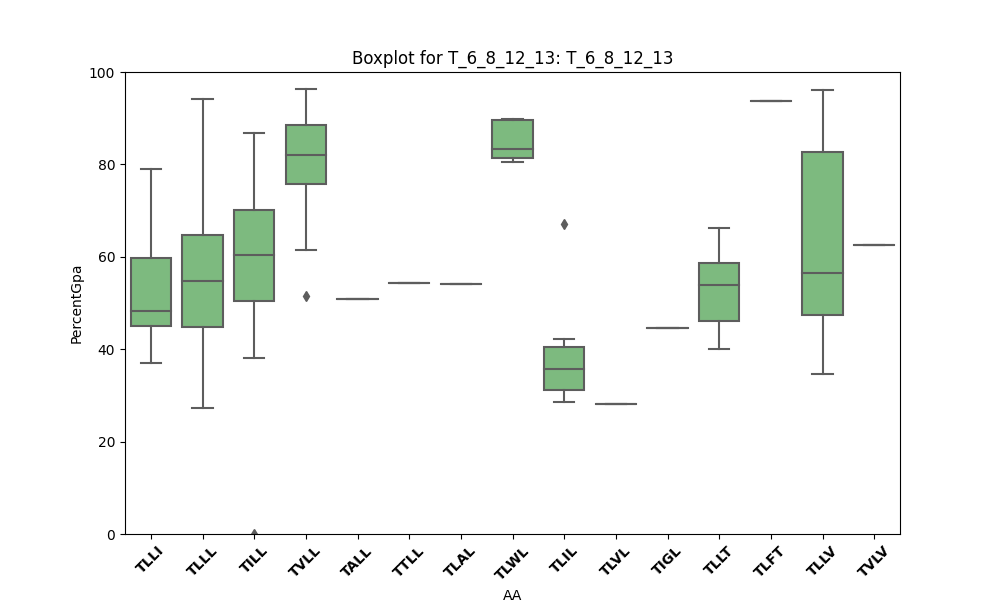 Boxplot for T_6_8_12_13: T_6_8_12_13
100
80
60
40
20
0
PercentGpa
TLLI TLLL TILL TVLL TALL TTLL TLAL TLWL TLIL TLVL TIGL TLLT TLFT TLLV TVLV
AA